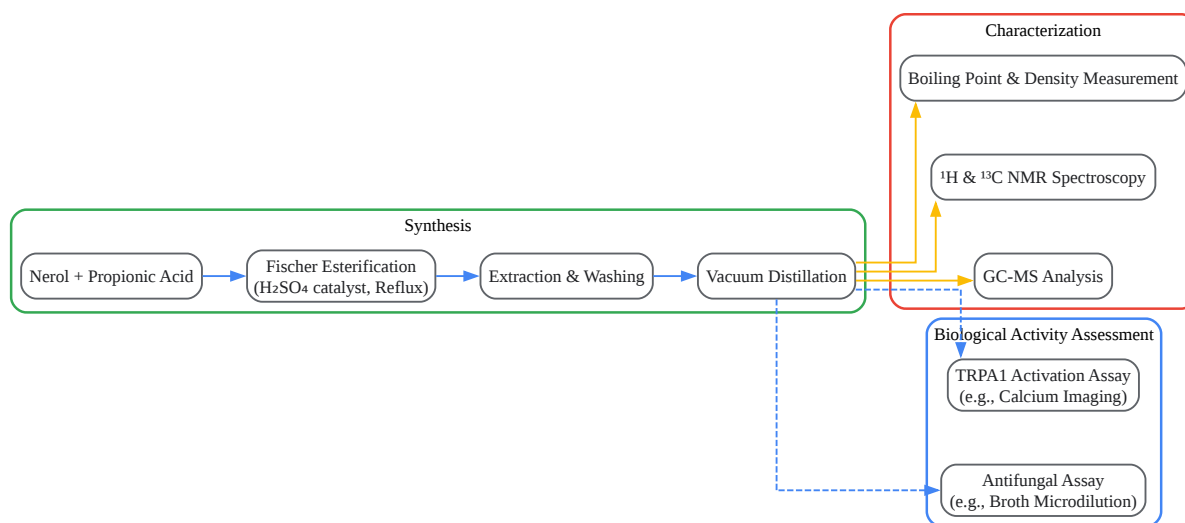 Characterization
Boiling Point & Density Measurement
¹H & ¹³C NMR Spectroscopy
Synthesis
Nerol + Propionic Acid
Fischer Esterification
(H₂SO₄ catalyst, Reflux)
Extraction & Washing
Vacuum Distillation
GC-MS Analysis
Biological Activity Assessment
TRPA1 Activation Assay
(e.g., Calcium Imaging)
Antifungal Assay
(e.g., Broth Microdilution)